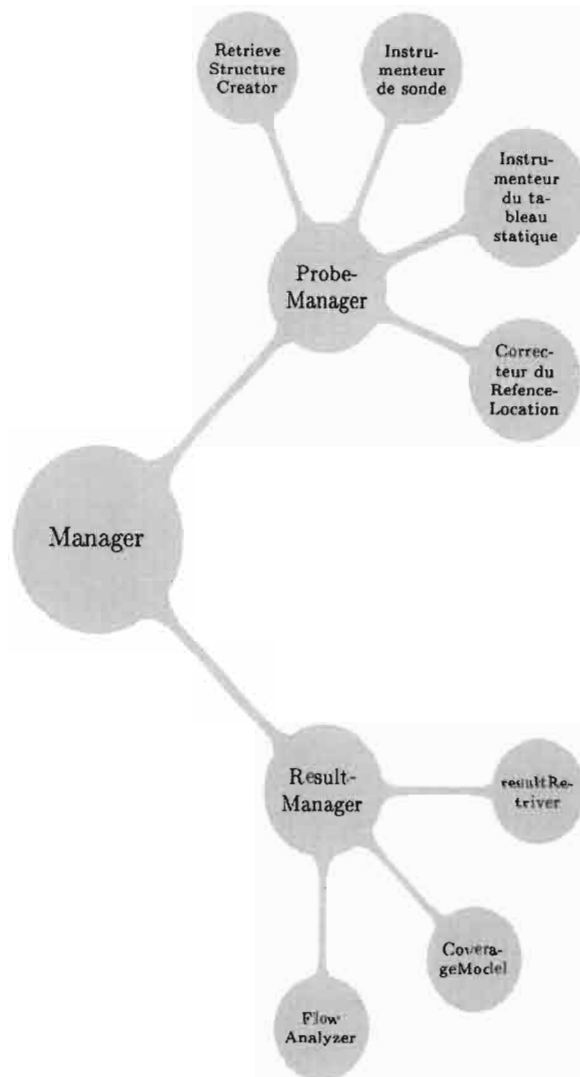 Retrieve
Structure
Creator
Instru-
menteur
de sonde
Instru-
menteur
du ta-
bleau
statique
Probe-
Manager
Correc-
teur du
Refence-
Location
Manager
Result-
Manager
resultRe-
triver
Covera-
geModel
Flow
Analyzer